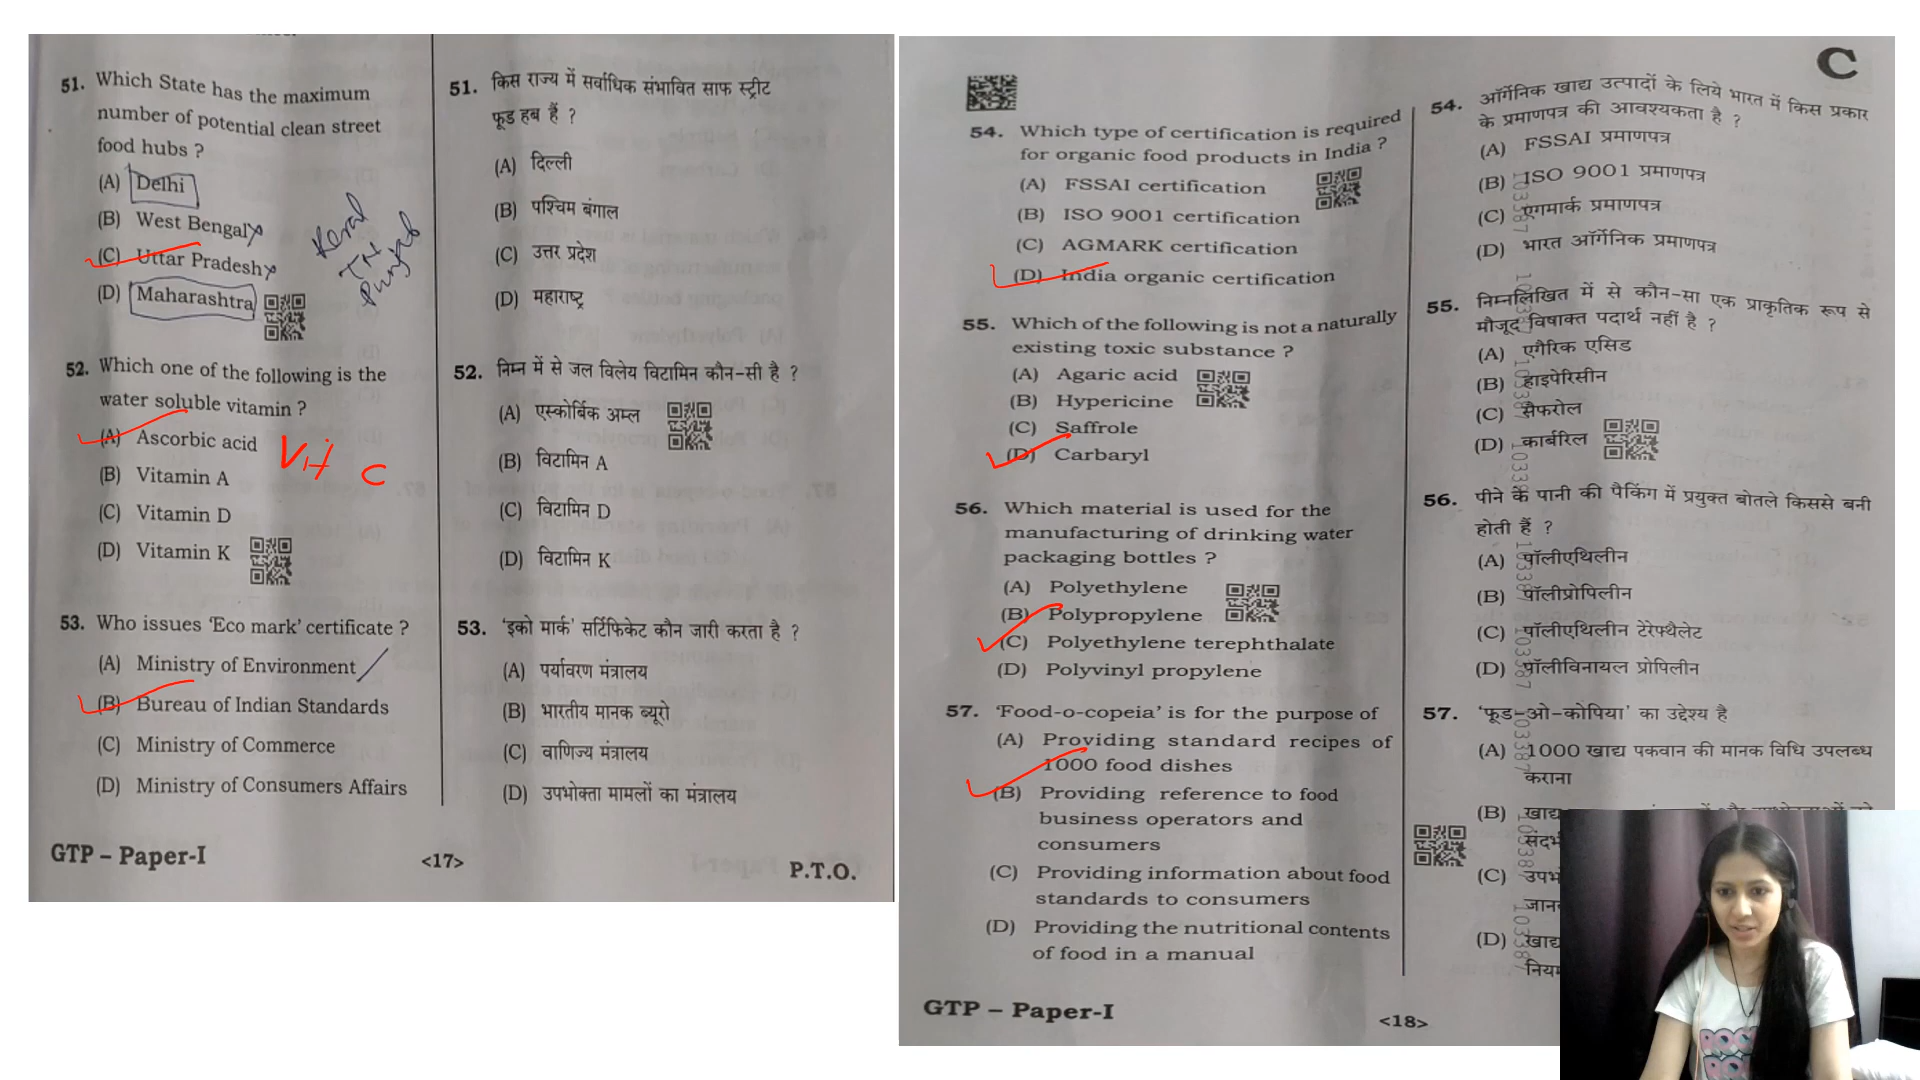 51. Which State has the maximum
number of potential clean street
food hubs ?
(A) Delhi
(B) West Bengal
(C) Uttar Pradesh
(D) Maharashtra
Keral
TN
Punjab
52. Which one of the following is the
water soluble vitamin ?
(A) Ascorbic acid
Vit C
(B) Vitamin A
(C) Vitamin D
(D) Vitamin K
53. Who issues 'Eco mark' certificate ?
(A) Ministry of Environment
(B) Bureau of Indian Standards
(C) Ministry of Commerce
(D) Ministry of Consumers Affairs
51. किस राज्य में सर्वाधिक संभावित साफ स्ट्रीट
फूड हब हैं ?
(A) दिल्ली
(B) पश्चिम बंगाल
(C) उत्तर प्रदेश
(D) महाराष्ट्र
52. निम्न में से जल विलेय विटामिन कौन-सी है ?
(A) एस्कोर्बिक अम्ल
(B) विटामिन A
(C) विटामिन D
(D) विटामिन K
53. 'इको मार्क' सर्टिफिकेट कौन जारी करता है ?
(A) पर्यावरण मंत्रालय
(B) भारतीय मानक ब्यूरो
(C) वाणिज्य मंत्रालय
(D) उपभोक्ता मामलों का मंत्रालय
GTP – Paper-I
<17>
P.T.O.
C
54. Which type of certification is required
for organic food products in India ?
(A) FSSAI certification
(B) ISO 9001 certification
(C) AGMARK certification
(D) India organic certification
55. Which of the following is not a naturally
existing toxic substance ?
(A) Agaric acid
(B) Hypericine
(C) Saffrole
(D) Carbaryl
56. Which material is used for the
manufacturing of drinking water
packaging bottles ?
(A) Polyethylene
(B) Polypropylene
(C) Polyethylene terephthalate
(D) Polyvinyl propylene
57. 'Food-o-copeia' is for the purpose of
(A) Providing standard recipes of
1000 food dishes
(B) Providing reference to food
business operators and
consumers
(C) Providing information about food
standards to consumers
(D) Providing the nutritional contents
of food in a manual
54. ऑर्गेनिक खाद्य उत्पादों के लिये भारत में किस प्रकार
के प्रमाणपत्र की आवश्यकता है ?
(A) FSSAI प्रमाणपत्र
(B) ISO 9001 प्रमाणपत्र
(C) एगमार्क प्रमाणपत्र
(D) भारत ऑर्गेनिक प्रमाणपत्र
55. निम्नलिखित में से कौन-सा एक प्राकृतिक रूप से
मौजूद विषाक्त पदार्थ नहीं है ?
(A) एगैरिक एसिड
(B) हाइपेरिसीन
(C) सैफरोल
(D) कार्बरिल
56. पीने के पानी की पैकिंग में प्रयुक्त बोतले किससे बनी
होती हैं ?
(A) पॉलीएथिलीन
(B) पॉलीप्रोपिलीन
(C) पॉलीएथिलीन टेरेफ्थैलेट
(D) पॉलीविनायल प्रोपिलीन
57. 'फूड-ओ-कोपिया' का उद्देश्य है
(A) 1000 खाद्य पकवान की मानक विधि उपलब्ध
कराना
(B) खाद्य
(C)
(D) खाद्य
GTP – Paper-I
<18>